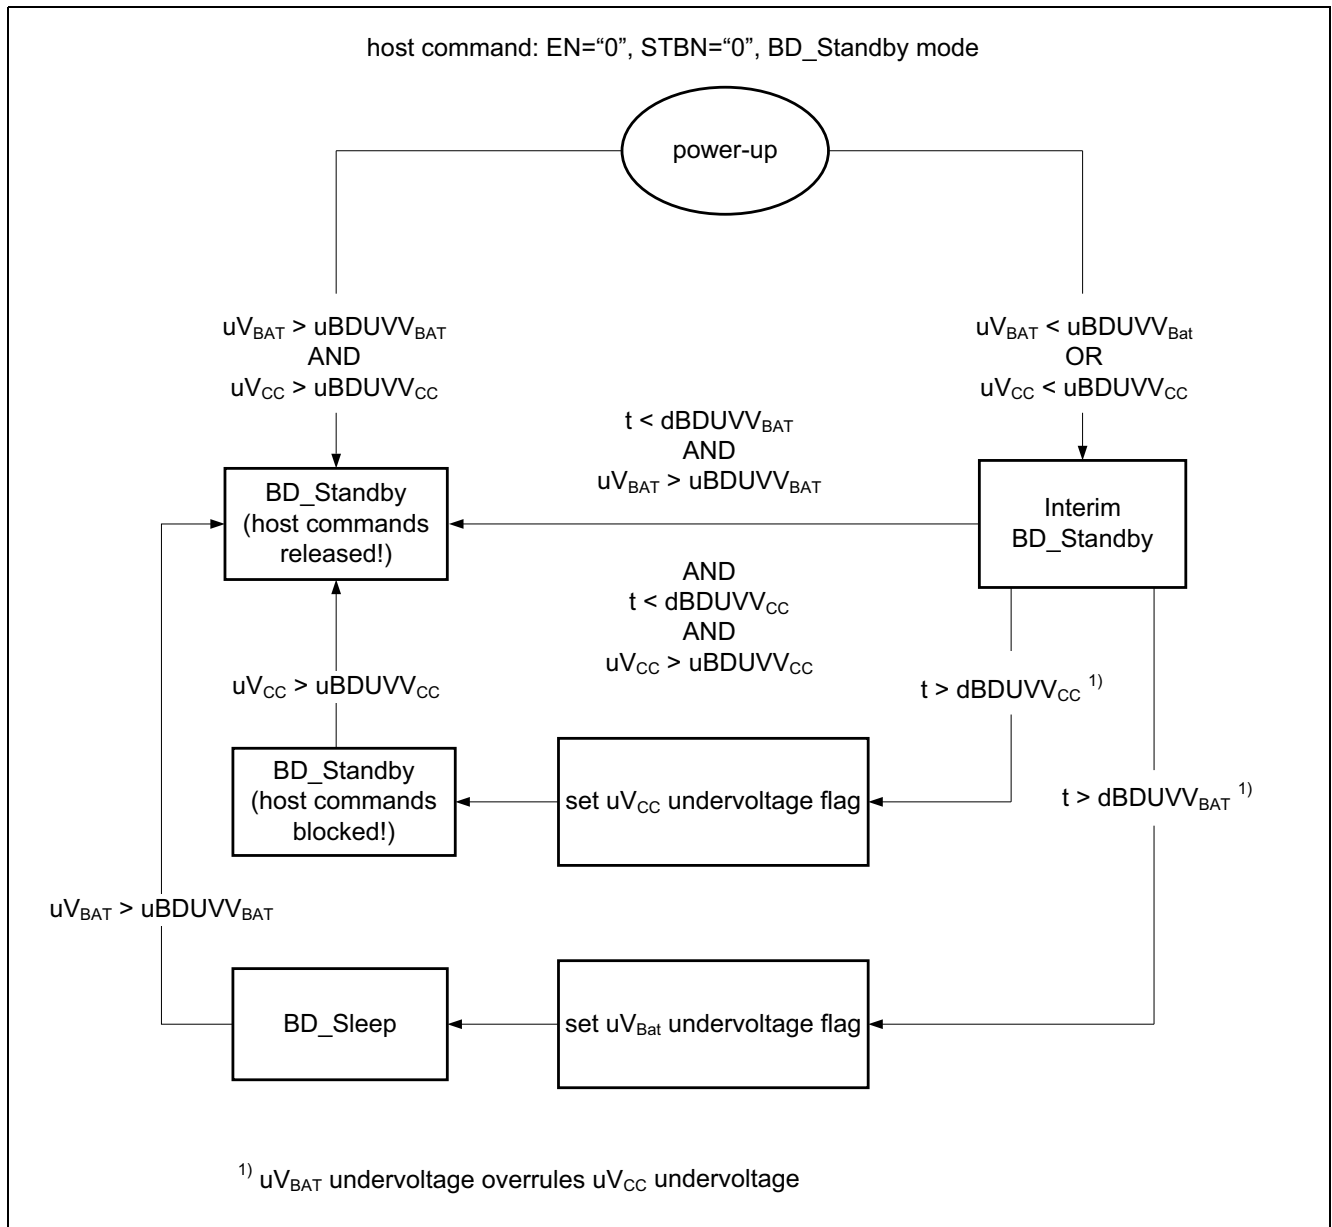 host command: EN=“0”, STBN=“0”, BD_Standby mode
power-up
uVBAT > uBDUVVBAT
AND
uVCC > uBDUVVCC
uVBAT < uBDUVVBat
OR
uVCC < uBDUVVCC
t < dBDUVVBAT
AND
uVBAT > uBDUVVBAT
BD_Standby
(host commands
released!)
Interim
BD_Standby
AND
t < dBDUVVCC
AND
uVCC > uBDUVVCC
uVCC > uBDUVVCC
t > dBDUVVCC 1)
BD_Standby
(host commands
blocked!)
set uVCC undervoltage flag
t > dBDUVVBAT 1)
uVBAT > uBDUVVBAT
BD_Sleep
set uVBat undervoltage flag
1) uVBAT undervoltage overrules uVCC undervoltage